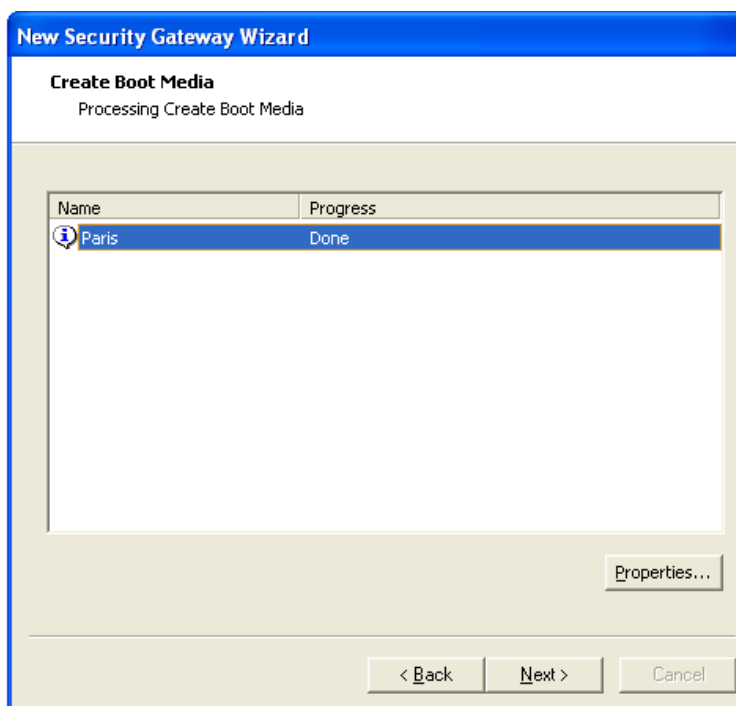 New Security Gateway Wizard
Create Boot Media
Processing Create Boot Media
Name Progress
Paris Done
Properties...
< Back Next > Cancel